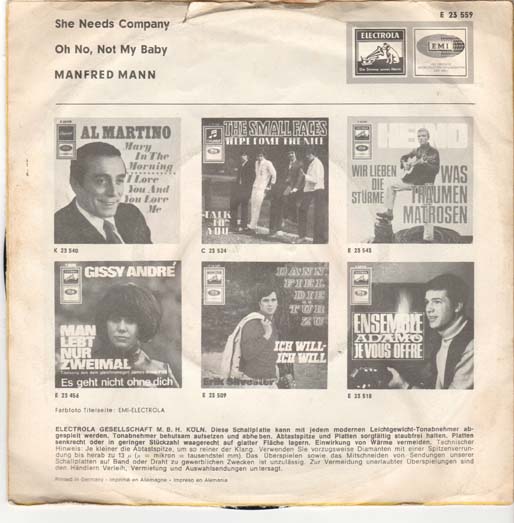 She Needs Company
Oh No, Not My Baby
MANFRED MANN
E 23 559
ELECTROLA
Die Stimme seines Herrn
EMI
AL MARTINO
Mary
In The
Morning
I Love
You And
You Love
Me
K 23 540
THE SMALL FACES
HERE COME THE NICE
TALK
TO
YOU
C 23 524
WIR LIEBEN
DIE
STÜRME
WAS
TRÄUMEN
MATROSEN
E 23 543
GISSY ANDRÉ
MAN
LEBT
NUR
ZWEIMAL
Es geht nicht ohne dich
E 23 456
DANN
FIEL
DIE
TÜR
ZU
ICH WILL-
ICH WILL
Erik Silvester
E 23 509
ENSEMBLE
ADAMO
JE VOUS OFFRE
E 23 518
Farbfoto Titelseite: EMI-ELECTROLA
ELECTROLA GESELLSCHAFT M. B. H. KÖLN. Diese Schallplatte kann mit jedem modernen Leichtgewicht-Tonabnehmer ab-
gespielt werden. Tonabnehmer behutsam aufsetzen und abheben. Abtastspitze und Platten sorgfältig staubfrei halten. Platten
senkrecht oder in geringer Stückzahl waagerecht auf glatter Fläche lagern. Einwirkung von Wärme vermeiden. Technischer
Hinweis: Je kleiner die Abtastspitze, um so reiner der Klang. Verwenden Sie vorzugsweise Diamanten mit einer Spitzenverrun-
dung bis herab zu 13 µ (µ = mikron = tausendstel mm). Das Überspielen sowie das Mitschneiden von Sendungen unserer
Schallplatten auf Band oder Draht zu gewerblichen Zwecken ist unzulässig. Zur Vermeidung unerlaubter Überspielungen sind
den Händlern Verleih, Vermietung und Auswahlsendungen untersagt.
Printed in Germany - Imprimé en Allemagne - Impreso en Alemania